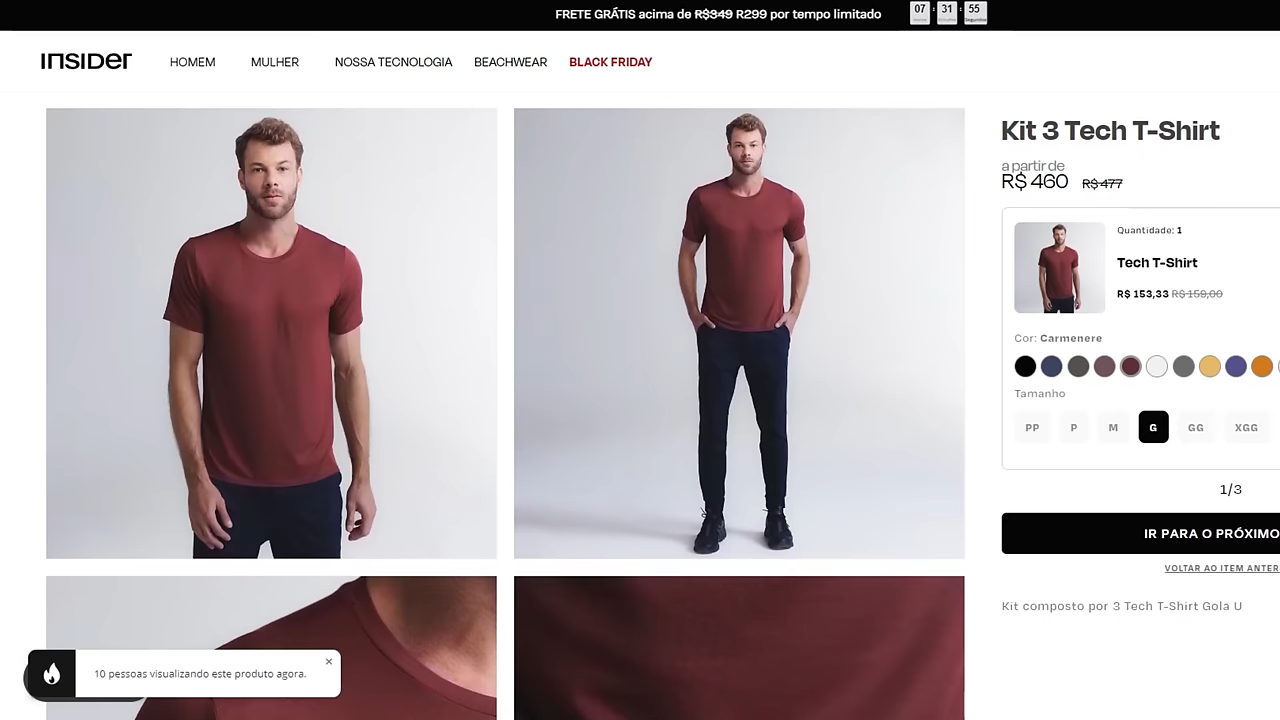 FRETE GRÁTIS acima de R$349 R299 por tempo limitado
07 : 31 : 55
INSIDER
HOMEM MULHER NOSSA TECNOLOGIA BEACHWEAR BLACK FRIDAY
Kit 3 Tech T-Shirt
a partir de
R$ 460 R$ 477
Quantidade: 1
Tech T-Shirt
R$ 153,33 R$ 159,00
Cor: Carmenere
Tamanho
PP P M G GG XGG
1/3
IR PARA O PRÓXIMO
VOLTAR AO ITEM ANTER
Kit composto por 3 Tech T-Shirt Gola U
10 pessoas visualizando este produto agora.